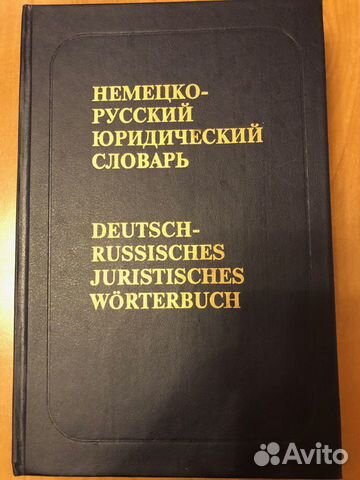 НЕМЕЦКО-
РУССКИЙ
ЮРИДИЧЕСКИЙ
СЛОВАРЬ
DEUTSCH-
RUSSISCHES
JURISTISCHES
WÖRTERBUCH
Avito